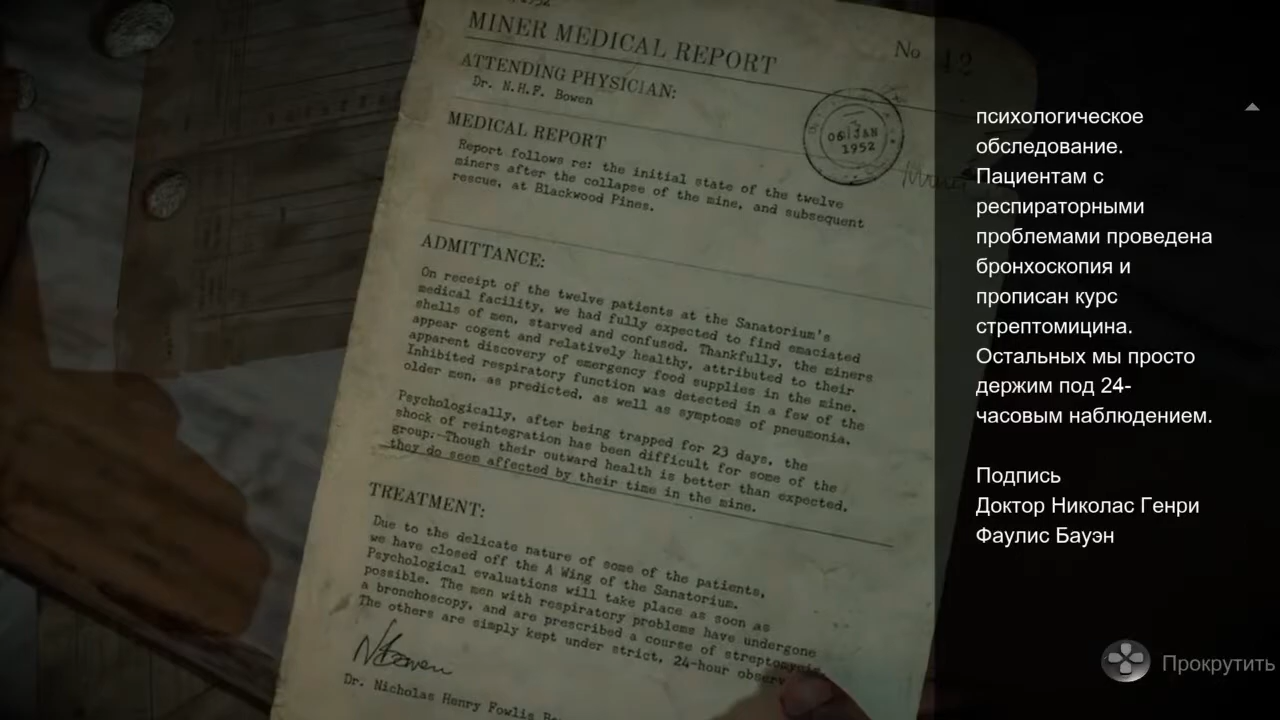 MINER MEDICAL REPORT
No 12
ATTENDING PHYSICIAN:
Dr. N.H.F. Bowen
06 JAN
1952
MEDICAL REPORT
Report follows re: the initial state of the twelve
miners after the collapse of the mine, and subsequent
rescue, at Blackwood Pines.
ADMITTANCE:
On receipt of the twelve patients at the Sanatorium's
medical facility, we had fully expected to find emaciated
shells of men, starved and confused. Thankfully, the miners
appear cogent and relatively healthy, attributed to their
apparent discovery of emergency food supplies in the mine.
Inhibited respiratory function was detected in a few of the
older men, as predicted, as well as symptoms of pneumonia.
Psychologically, after being trapped for 23 days, the
shock of reintegration has been difficult for some of the
group. Though their outward health is better than expected,
they do seem affected by their time in the mine.
TREATMENT:
Due to the delicate nature of some of the patients,
we have closed off the A Wing of the Sanatorium.
Psychological evaluations will take place as soon as
possible. The men with respiratory problems have undergone
a bronchoscopy, and are prescribed a course of streptomycin.
The others are simply kept under strict, 24-hour
NBowen
Dr. Nicholas Henry Fowlis
психологическое
обследование.
Пациентам с
респираторными
проблемами проведена
бронхоскопия и
прописан курс
стрептомицина.
Остальных мы просто
держим под 24-
часовым наблюдением.
Подпись
Доктор Николас Генри
Фаулис Бауэн
Прокрутить